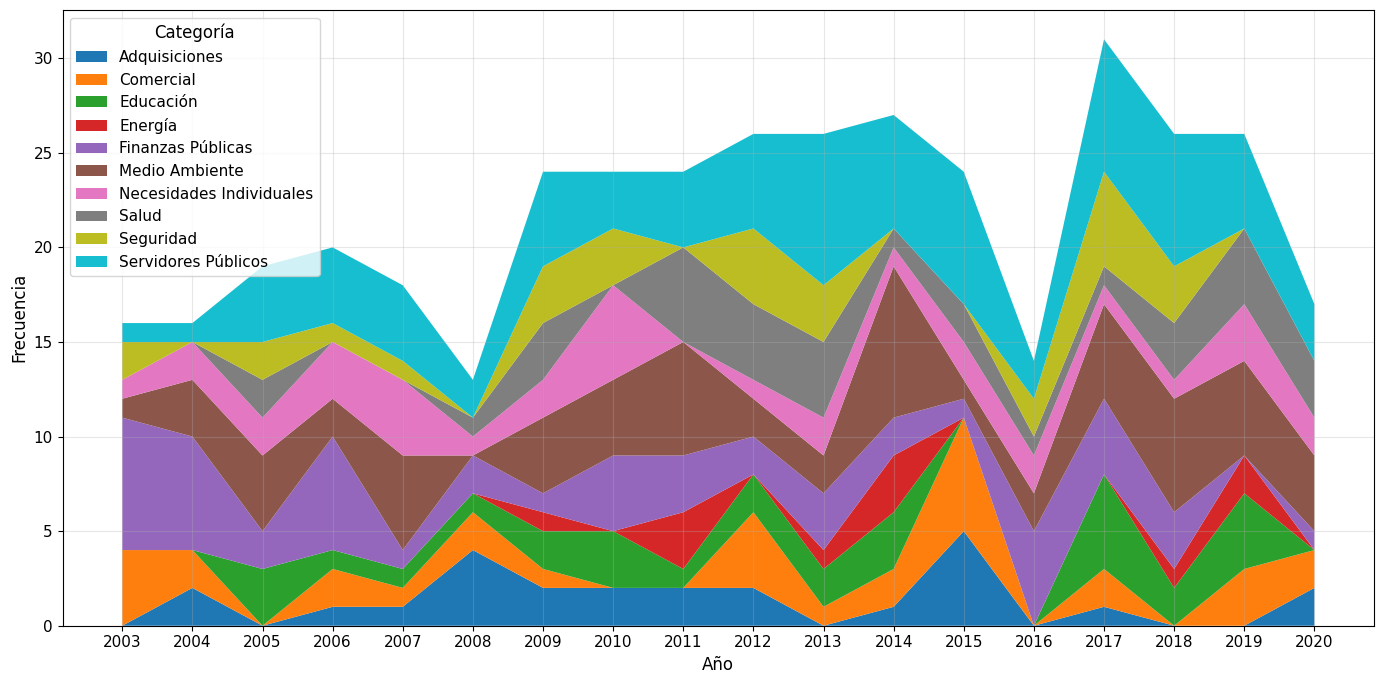 Categoría
Adquisiciones
Comercial
Educación
Energía
Finanzas Públicas
Medio Ambiente
Necesidades Individuales
Salud
Seguridad
Servidores Públicos
Frecuencia
30
25
20
15
10
5
0
2003 2004 2005 2006 2007 2008 2009 2010 2011 2012 2013 2014 2015 2016 2017 2018 2019 2020
Año